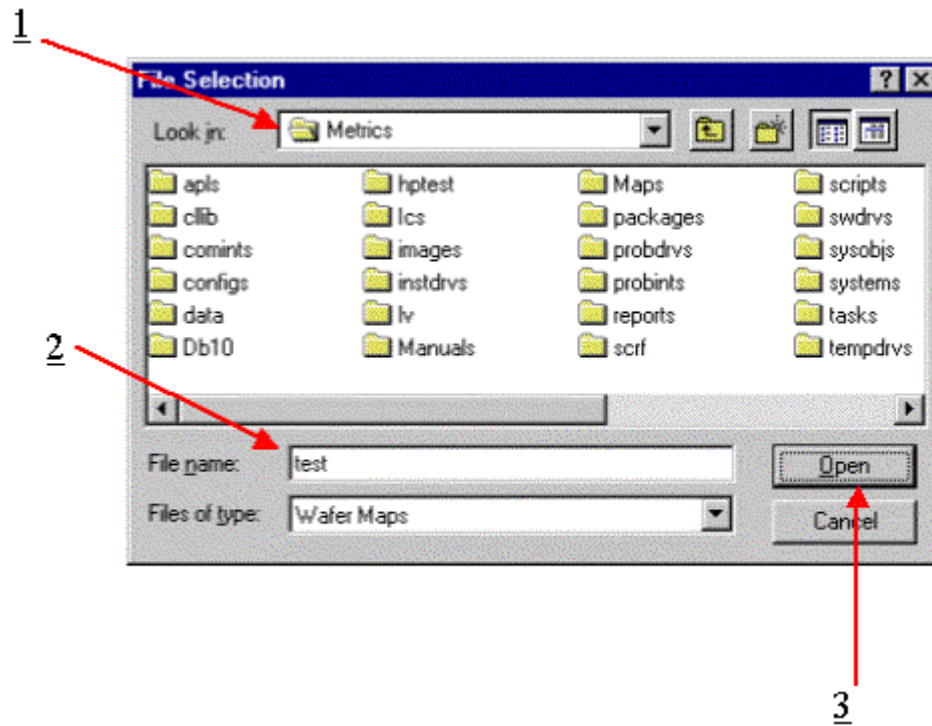 1
File Selection
Look in: Metrics
apls hptest Maps scripts
cllib lcs packages swdrvs
comints images probdrvs sysobjs
configs instdrvs probints systems
data lv reports tasks
Db10 Manuals scrf tempdrvs
2
File name: test Open
Files of type: Wafer Maps Cancel
3